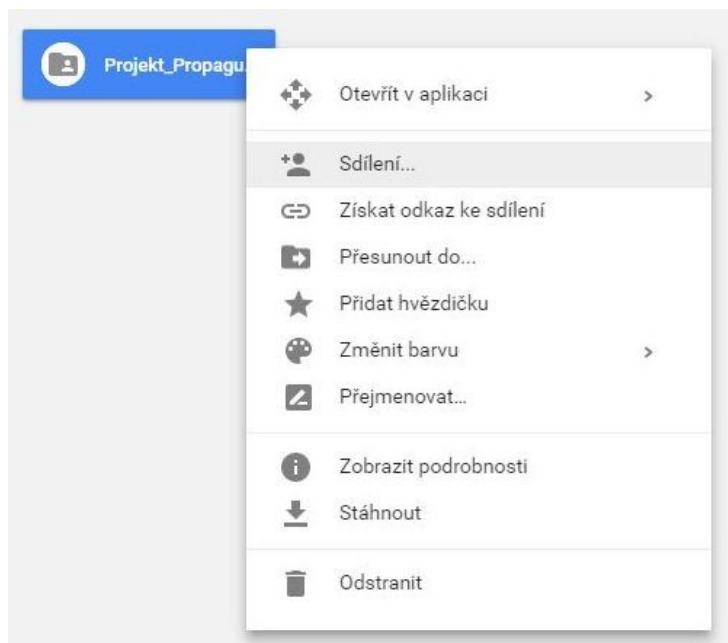 Projekt_Propagu
Otevřít v aplikaci
Sdílení...
Získat odkaz ke sdílení
Přesunout do...
Přidat hvězdičku
Změnit barvu
Přejmenovat...
Zobrazit podrobnosti
Stáhnout
Odstranit